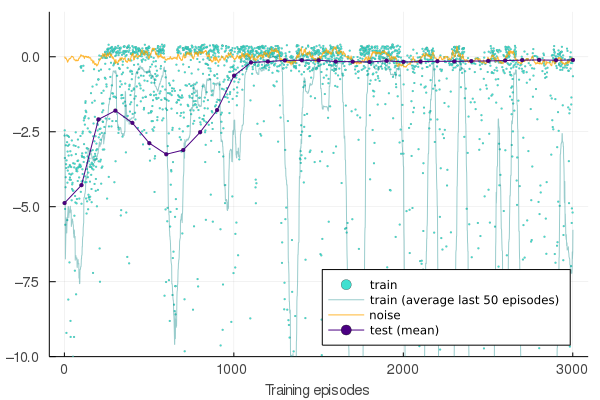 0.0
−2.5
−5.0
−7.5
−10.0
0
1000
2000
3000
Training episodes
train
train (average last 50 episodes)
noise
test (mean)